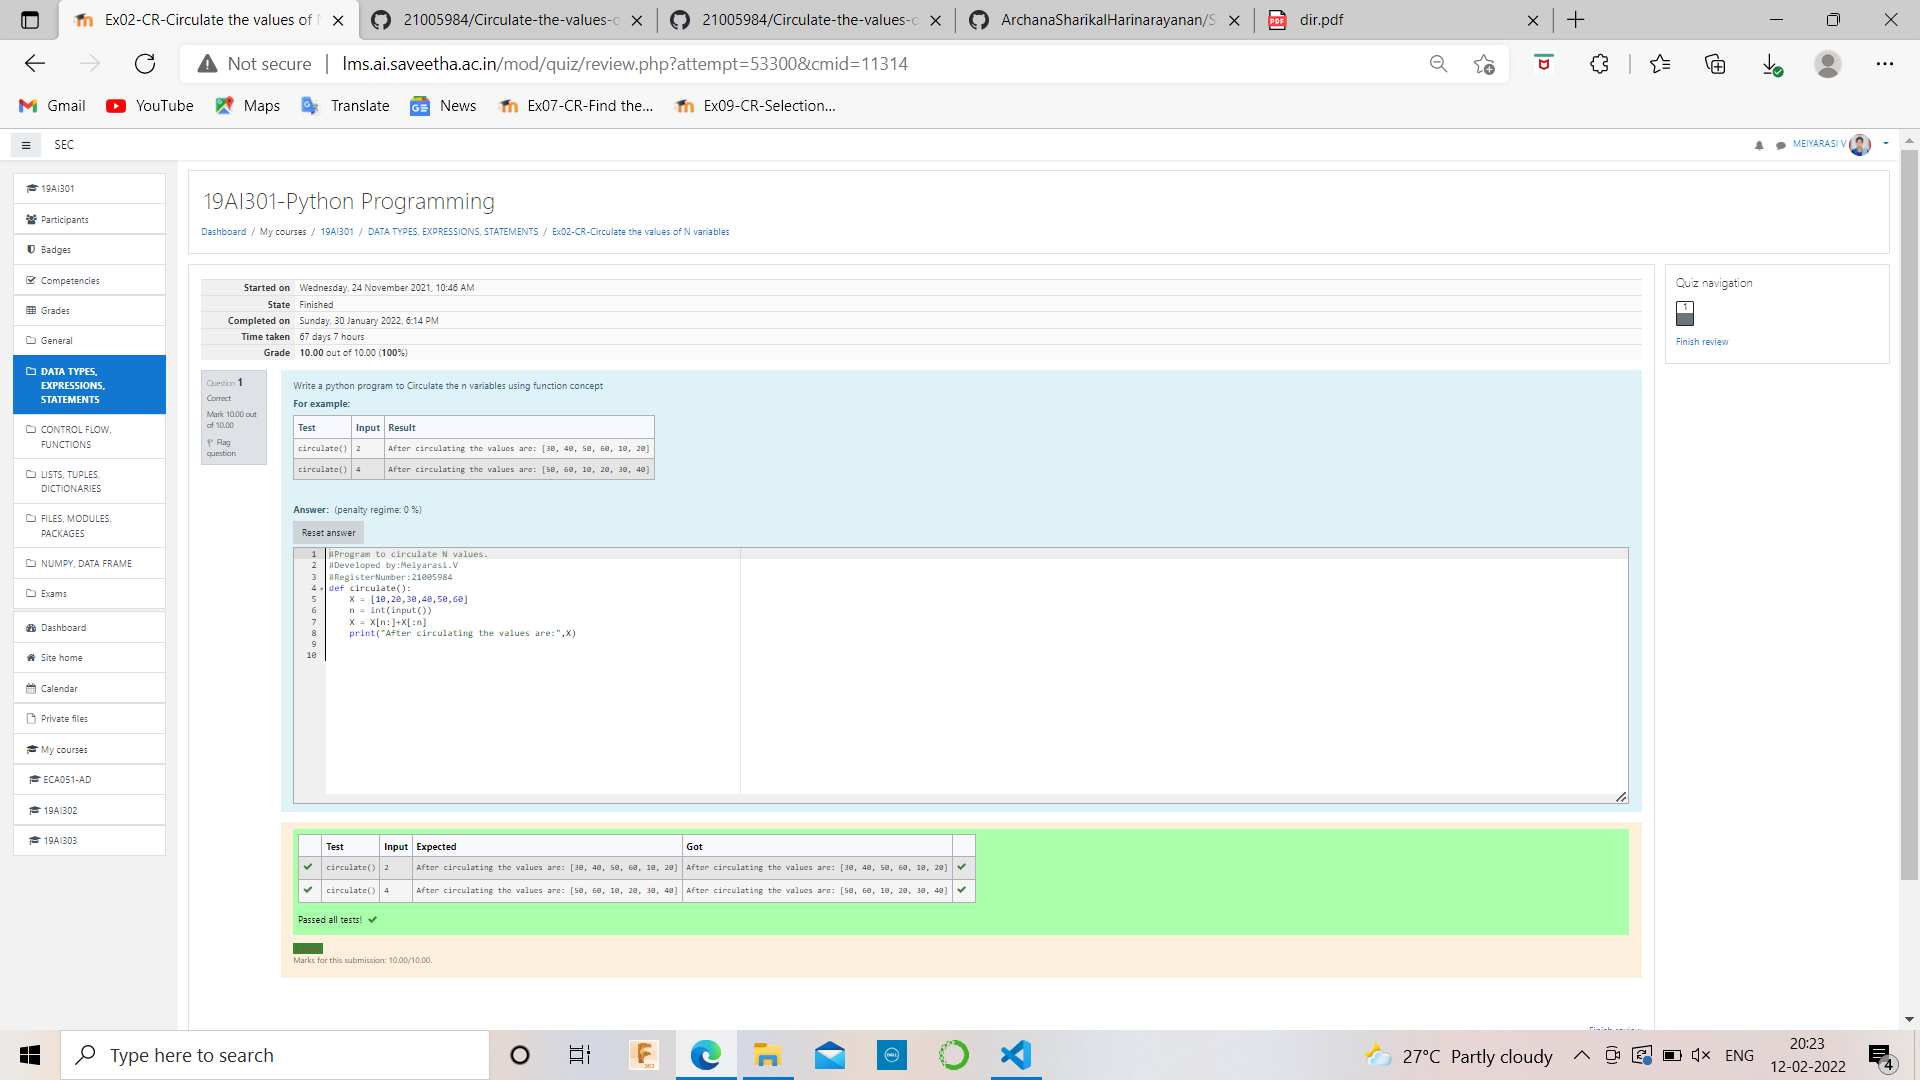 Ex02-CR-Circulate the values of N
21005984/Circulate-the-values-o
21005984/Circulate-the-values-o
ArchanaSharikalHarinarayanan/S
dir.pdf
Not secure | lms.ai.saveetha.ac.in/mod/quiz/review.php?attempt=53300&cmid=11314
Gmail YouTube Maps Translate News Ex07-CR-Find the... Ex09-CR-Selection...
SEC
MEIYARASI V
19AI301
Participants
Badges
Competencies
Grades
General
DATA TYPES,
EXPRESSIONS,
STATEMENTS
CONTROL FLOW,
FUNCTIONS
LISTS, TUPLES,
DICTIONARIES
FILES, MODULES,
PACKAGES
NUMPY, DATA FRAME
Exams
Dashboard
Site home
Calendar
Private files
My courses
ECA051-AD
19AI302
19AI303
19AI301-Python Programming
Dashboard / My courses / 19AI301 / DATA TYPES, EXPRESSIONS, STATEMENTS / Ex02-CR-Circulate the values of N variables
Started on Wednesday, 24 November 2021, 10:46 AM
State Finished
Completed on Sunday, 30 January 2022, 6:14 PM
Time taken 67 days 7 hours
Grade 10.00 out of 10.00 (100%)
Quiz navigation
1
Finish review
Question 1
Correct
Mark 10.00 out
of 10.00
Flag
question
Write a python program to Circulate the n variables using function concept
For example:
Test Input Result
circulate() 2 After circulating the values are: [30, 40, 50, 60, 10, 20]
circulate() 4 After circulating the values are: [50, 60, 10, 20, 30, 40]
Answer: (penalty regime: 0 %)
Reset answer
1 #Program to circulate N values.
2 #Developed by:Meiyarasi.V
3 #RegisterNumber:21005984
4 def circulate():
5 X = [10,20,30,40,50,60]
6 n = int(input())
7 X = X[n:]+X[:n]
8 print("After circulating the values are:",X)
9
10
Test Input Expected Got
circulate() 2 After circulating the values are: [30, 40, 50, 60, 10, 20] After circulating the values are: [30, 40, 50, 60, 10, 20]
circulate() 4 After circulating the values are: [50, 60, 10, 20, 30, 40] After circulating the values are: [50, 60, 10, 20, 30, 40]
Passed all tests!
Marks for this submission: 10.00/10.00.
Finish review
Type here to search
27°C Partly cloudy
ENG
20:23
12-02-2022
4